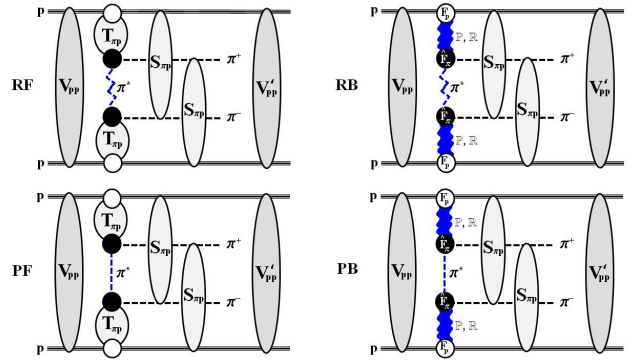 p p
T_πp F_p
P, R
π⁺ π⁺
F_π
RF V_pp π* S_πp S_πp V'_pp RB V_pp π* S_πp S_πp V'_pp
π⁻ F_π π⁻
T_πp P, R
p p F_p
p p
T_πp F_p
P, R
π⁺ F_π π⁺
PF V_pp π* S_πp S_πp V'_pp PB V_pp π* S_πp S_πp V'_pp
π⁻ F_π π⁻
T_πp P, R
p p F_p